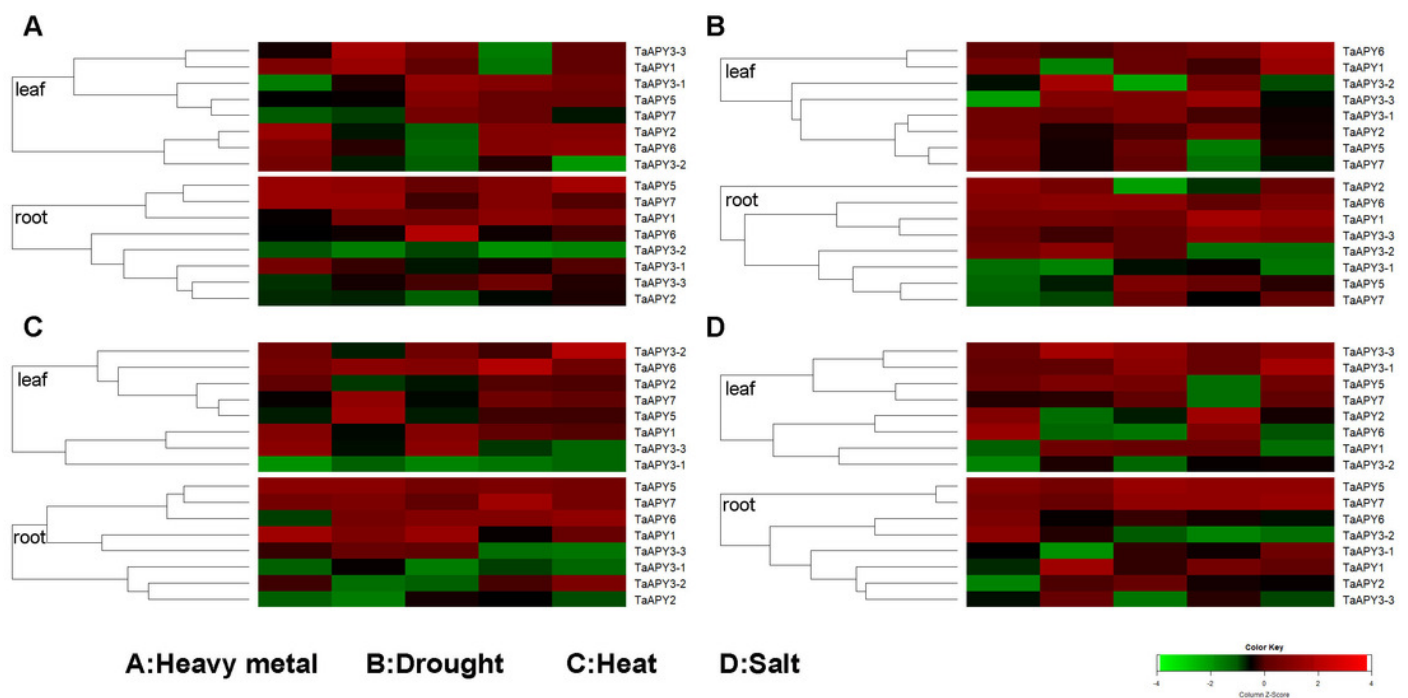 A
leaf
TaAPY3-3
TaAPY1
TaAPY3-1
TaAPY5
TaAPY7
TaAPY2
TaAPY6
TaAPY3-2
root
TaAPY5
TaAPY7
TaAPY1
TaAPY6
TaAPY3-2
TaAPY3-1
TaAPY3-3
TaAPY2
B
leaf
TaAPY6
TaAPY1
TaAPY3-2
TaAPY3-3
TaAPY3-1
TaAPY2
TaAPY5
TaAPY7
root
TaAPY2
TaAPY6
TaAPY1
TaAPY3-3
TaAPY3-2
TaAPY3-1
TaAPY5
TaAPY7
C
leaf
TaAPY3-2
TaAPY6
TaAPY2
TaAPY7
TaAPY5
TaAPY1
TaAPY3-3
TaAPY3-1
root
TaAPY5
TaAPY7
TaAPY6
TaAPY1
TaAPY3-3
TaAPY3-1
TaAPY3-2
TaAPY2
D
leaf
TaAPY3-3
TaAPY3-1
TaAPY5
TaAPY7
TaAPY2
TaAPY6
TaAPY1
TaAPY3-2
root
TaAPY5
TaAPY7
TaAPY6
TaAPY3-2
TaAPY3-1
TaAPY1
TaAPY2
TaAPY3-3
A:Heavy metal B:Drought C:Heat D:Salt
Color Key
-4 -2 0 2 4
Column Z-Score